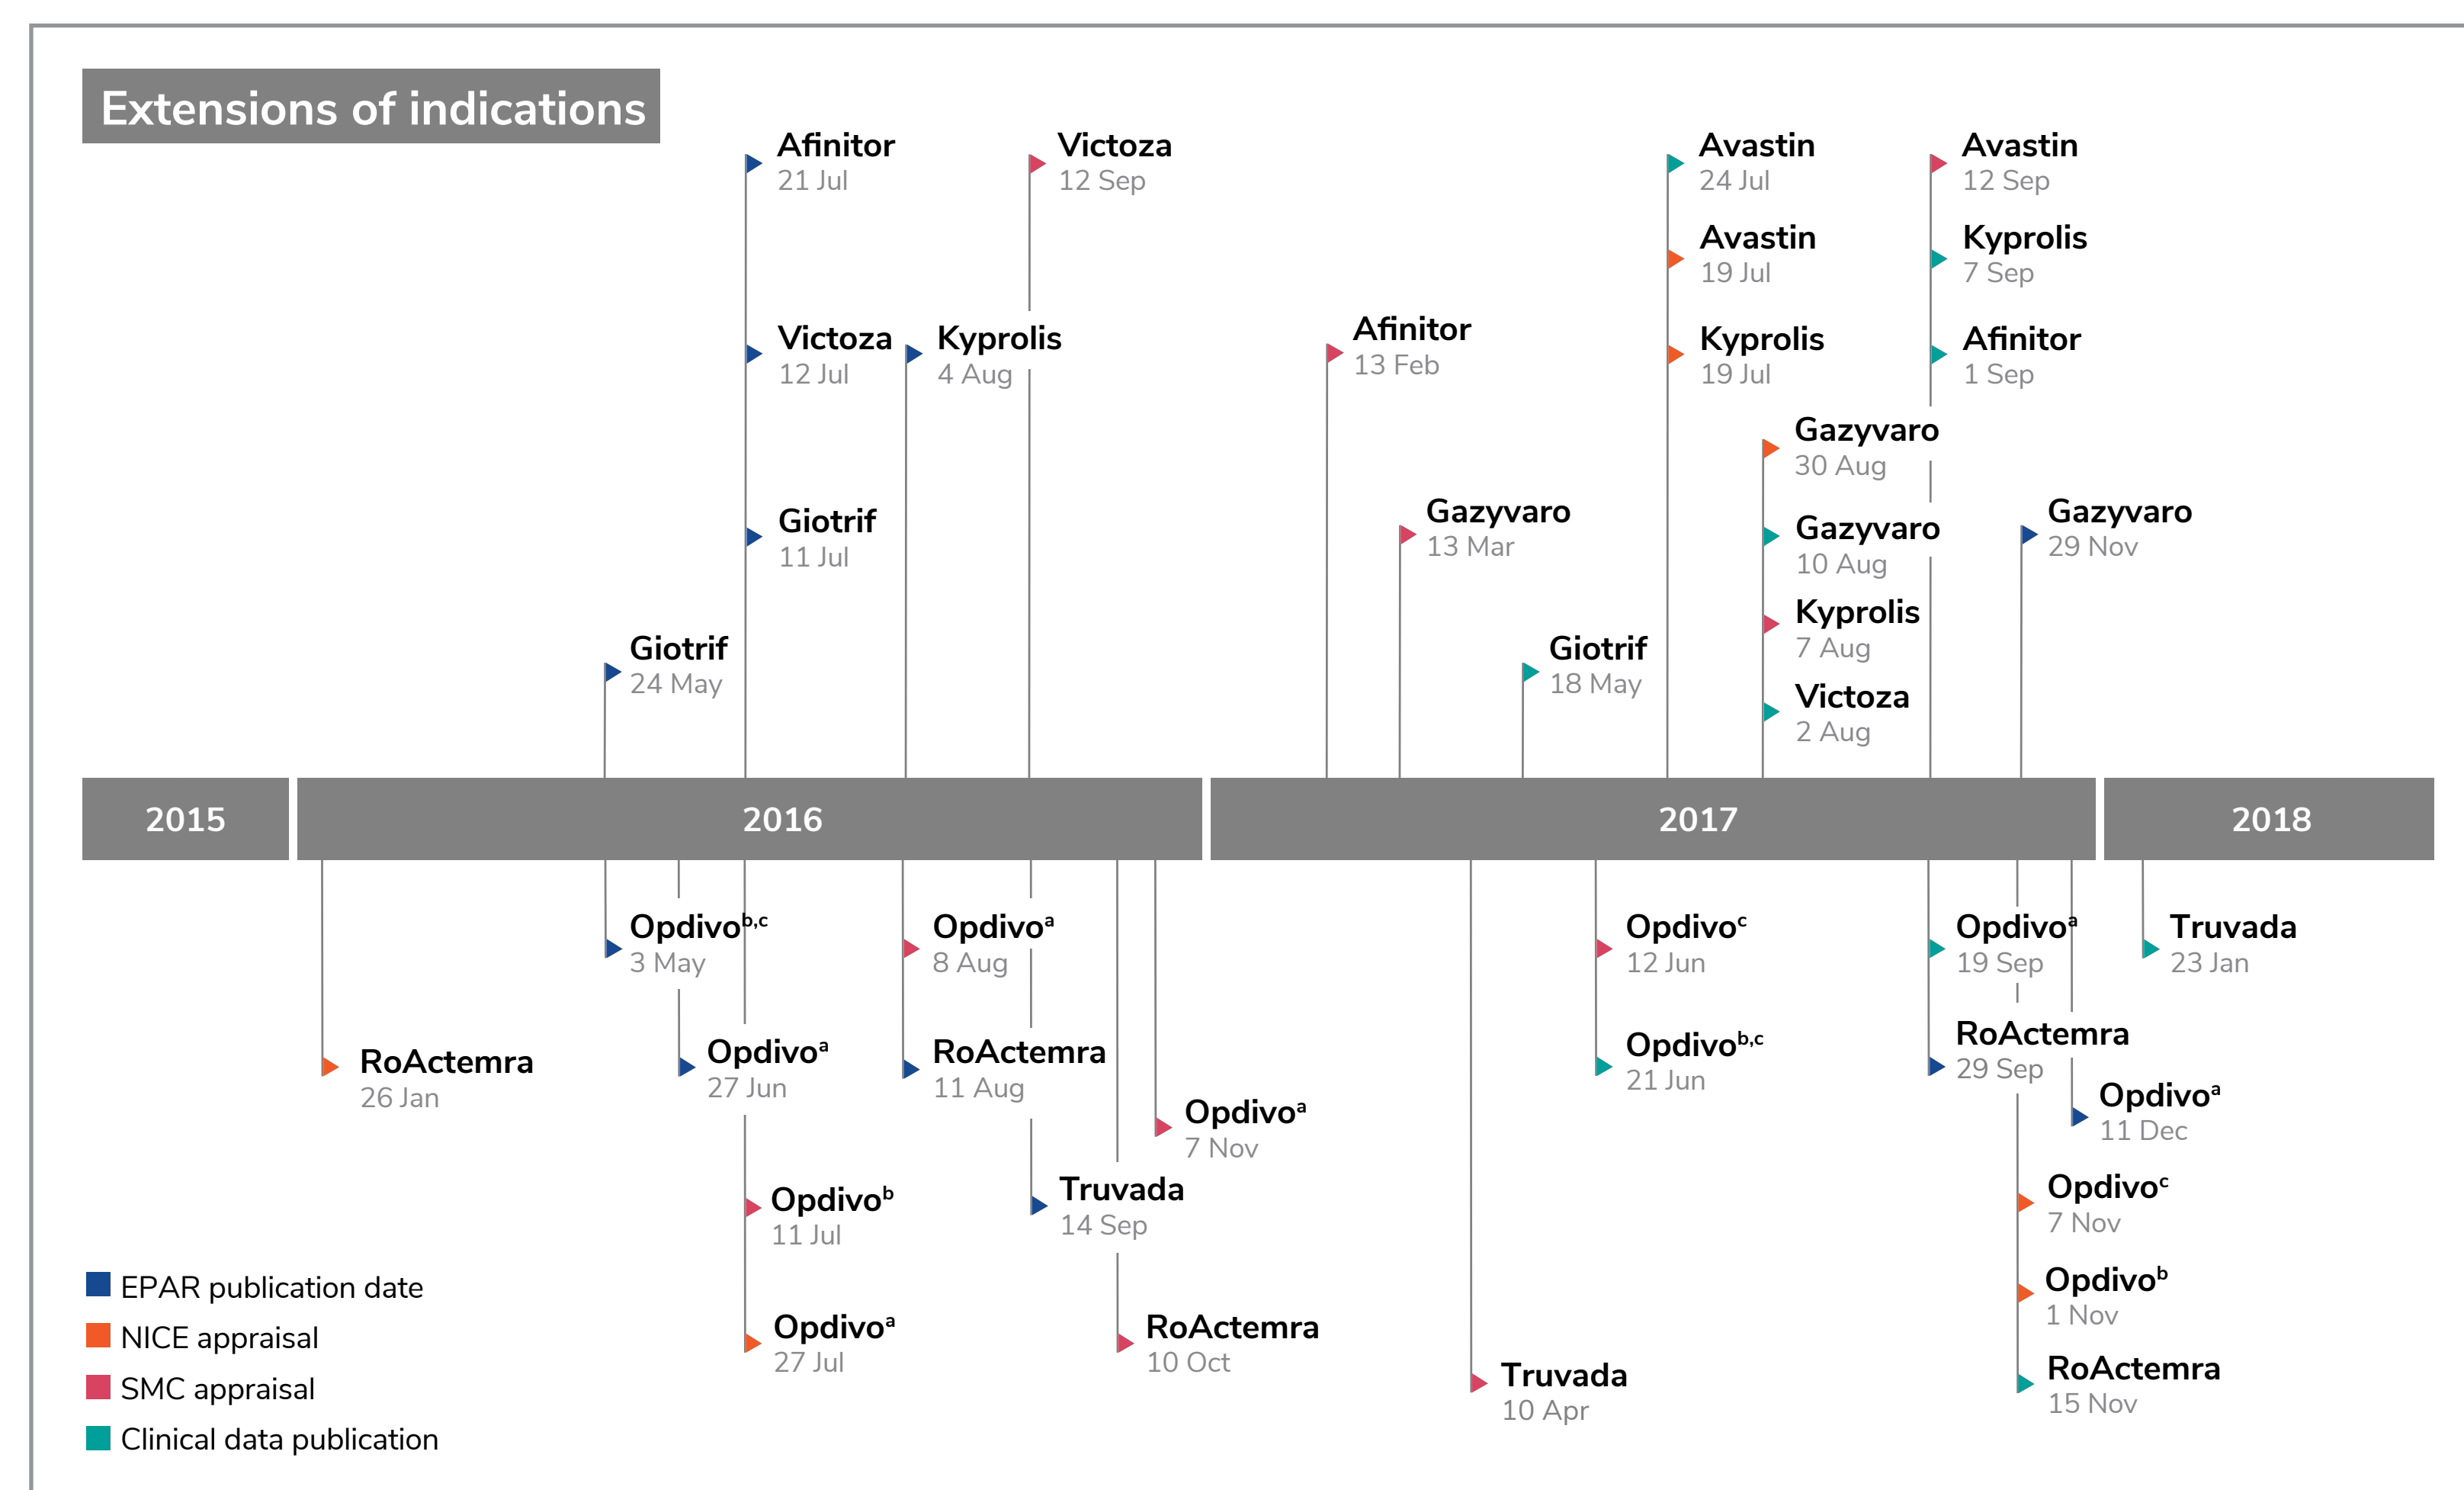 Extensions of indications
Afinitor
21 Jul
Victoza
12 Sep
Avastin
24 Jul
Avastin
12 Sep
Avastin
19 Jul
Kyprolis
7 Sep
Victoza
12 Jul
Kyprolis
4 Aug
Afinitor
13 Feb
Kyprolis
19 Jul
Afinitor
1 Sep
Gazyvaro
30 Aug
Giotrif
11 Jul
Gazyvaro
13 Mar
Gazyvaro
10 Aug
Gazyvaro
29 Nov
Giotrif
24 May
Giotrif
18 May
Kyprolis
7 Aug
Victoza
2 Aug
2015
2016
2017
2018
Opdivoᵇ,ᶜ
3 May
Opdivoᵃ
8 Aug
Opdivoᶜ
12 Jun
Opdivoᵃ
19 Sep
Truvada
23 Jan
RoActemra
26 Jan
Opdivoᵃ
27 Jun
RoActemra
11 Aug
Opdivoᵇ,ᶜ
21 Jun
RoActemra
29 Sep
Opdivoᵃ
7 Nov
Opdivoᵃ
11 Dec
Opdivoᵇ
11 Jul
Truvada
14 Sep
Opdivoᶜ
7 Nov
Opdivoᵇ
1 Nov
Opdivoᵃ
27 Jul
RoActemra
10 Oct
Truvada
10 Apr
RoActemra
15 Nov
EPAR publication date
NICE appraisal
SMC appraisal
Clinical data publication